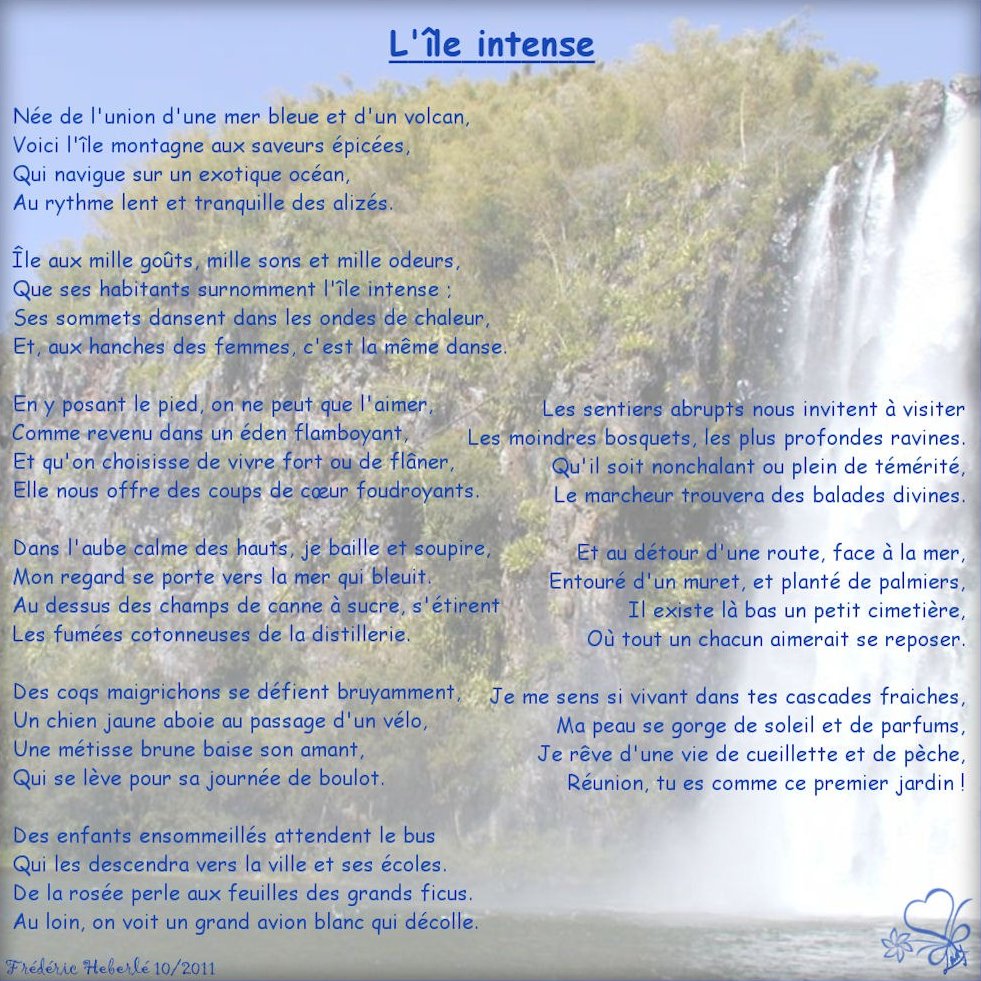 L'île intense
Née de l'union d'une mer bleue et d'un volcan,
Voici l'île montagne aux saveurs épicées,
Qui navigue sur un exotique océan,
Au rythme lent et tranquille des alizés.
Île aux mille goûts, mille sons et mille odeurs,
Que ses habitants surnomment l'île intense ;
Ses sommets dansent dans les ondes de chaleur,
Et, aux hanches des femmes, c'est la même danse.
En y posant le pied, on ne peut que l'aimer,
Comme revenu dans un éden flamboyant,
Et qu'on choisisse de vivre fort ou de flâner,
Elle nous offre des coups de cœur foudroyants.
Dans l'aube calme des hauts, je baille et soupire,
Mon regard se porte vers la mer qui bleuit.
Au dessus des champs de canne à sucre, s'étirent
Les fumées cotonneuses de la distillerie.
Des coqs maigrichons se défient bruyamment,
Un chien jaune aboie au passage d'un vélo,
Une métisse brune baise son amant,
Qui se lève pour sa journée de boulot.
Des enfants ensommeillés attendent le bus
Qui les descendra vers la ville et ses écoles.
De la rosée perle aux feuilles des grands ficus.
Au loin, on voit un grand avion blanc qui décolle.
Les sentiers abrupts nous invitent à visiter
Les moindres bosquets, les plus profondes ravines.
Qu'il soit nonchalant ou plein de témérité,
Le marcheur trouvera des balades divines.
Et au détour d'une route, face à la mer,
Entouré d'un muret, et planté de palmiers,
Il existe là bas un petit cimetière,
Où tout un chacun aimerait se reposer.
Je me sens si vivant dans tes cascades fraiches,
Ma peau se gorge de soleil et de parfums,
Je rêve d'une vie de cueillette et de pèche,
Réunion, tu es comme ce premier jardin !
Frédéric Heberlé 10/2011